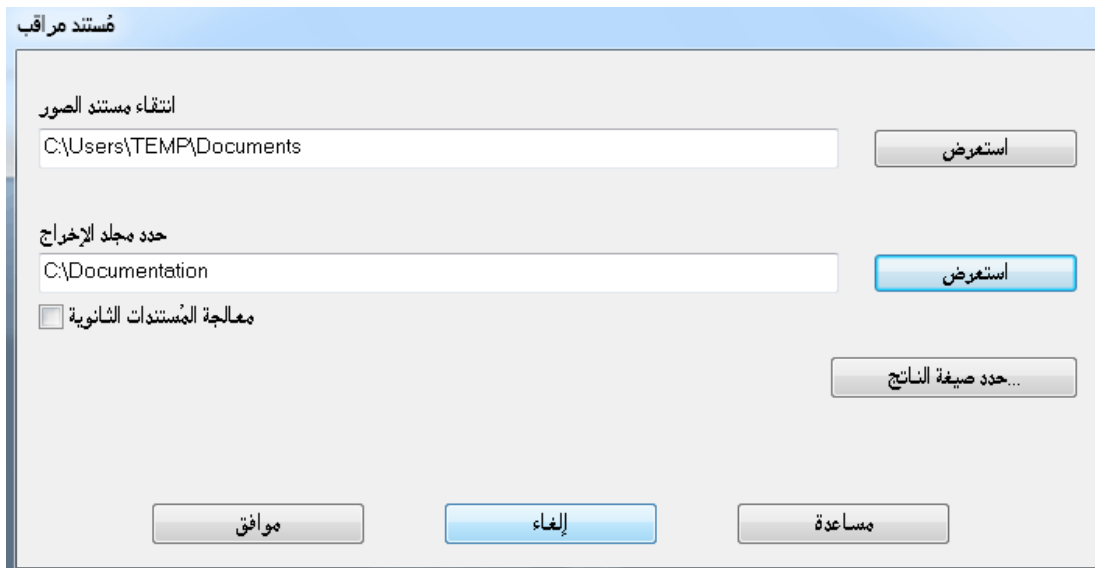 مُستند مراقب
انتقاء مستند الصور
C:\Users\TEMP\Documents
استعرض
حدد مجلد الإخراج
C:\Documentation
استعرض
معالجة المُستندات الثانوية
حدد صيغة الناتج...
موافق
إلغاء
مساعدة